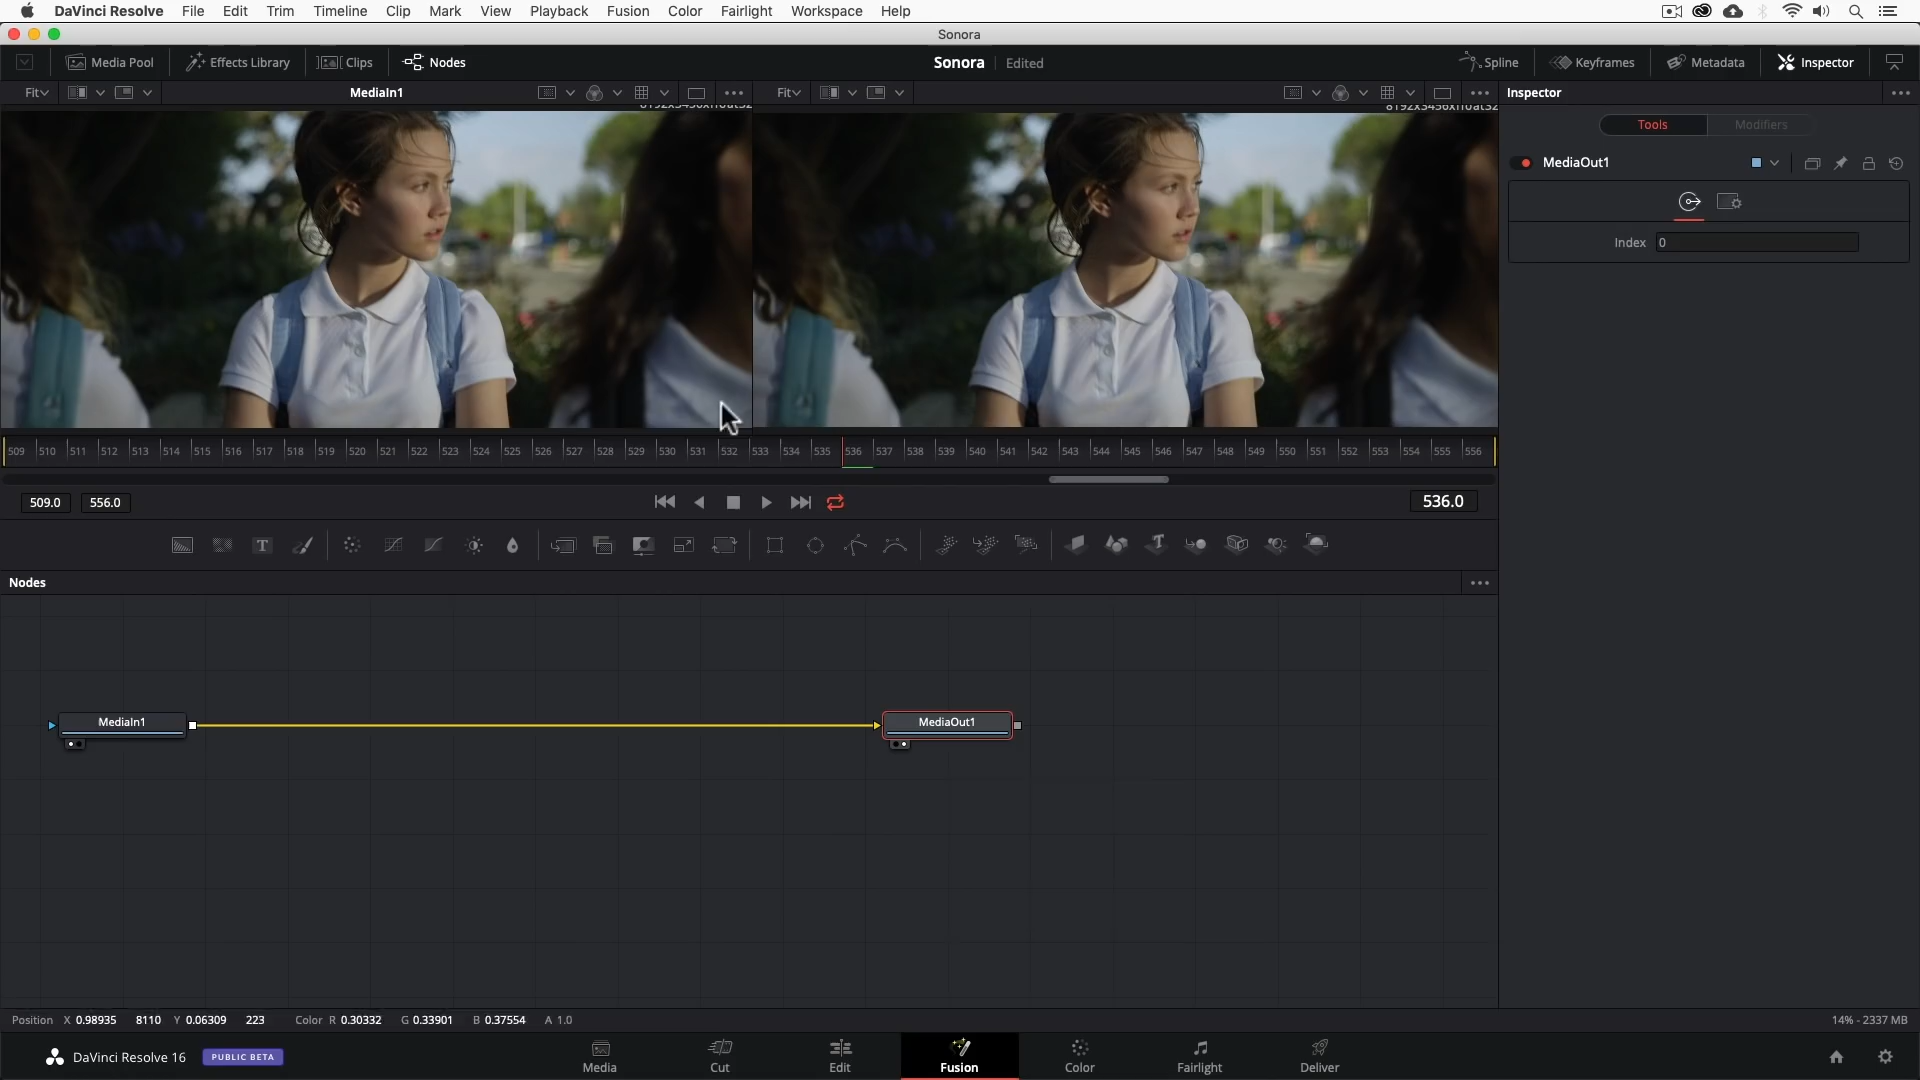 DaVinci Resolve File Edit Trim Timeline Clip Mark View Playback Fusion Color Fairlight Workspace Help
Sonora
Media Pool Effects Library Clips Nodes Sonora Edited Spline Keyframes Metadata Inspector
Fit MediaIn1 Fit Inspector
Tools Modifiers
MediaOut1
Index 0
509 510 511 512 513 514 515 516 517 518 519 520 521 522 523 524 525 526 527 528 529 530 531 532 533 534 535 536 537 538 539 540 541 542 543 544 545 546 547 548 549 550 551 552 553 554 555 556
509.0 556.0 536.0
T
Nodes
MediaIn1 MediaOut1
Position X 0.98935 8110 Y 0.06309 223 Color R 0.30332 G 0.33901 B 0.37554 A 1.0 14% - 2337 MB
DaVinci Resolve 16 PUBLIC BETA Media Cut Edit Fusion Color Fairlight Deliver